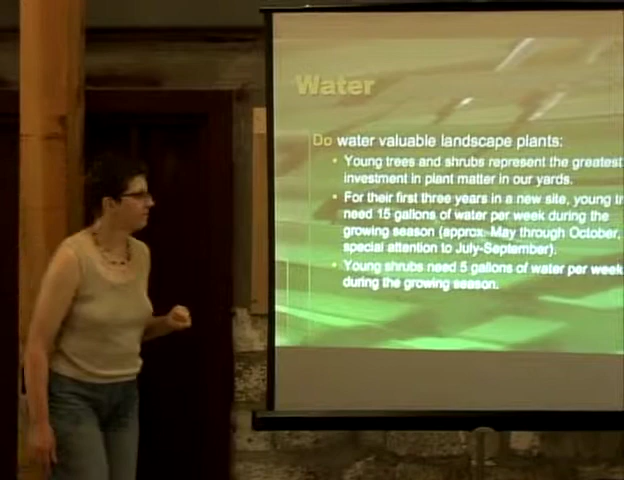 Water
Do water valuable landscape plants:
• Young trees and shrubs represent the greatest
investment in plant matter in our yards.
• For their first three years in a new site, young tr
need 15 gallons of water per week during the
growing season (approx. May through October,
special attention to July-September).
• Young shrubs need 5 gallons of water per week
during the growing season.